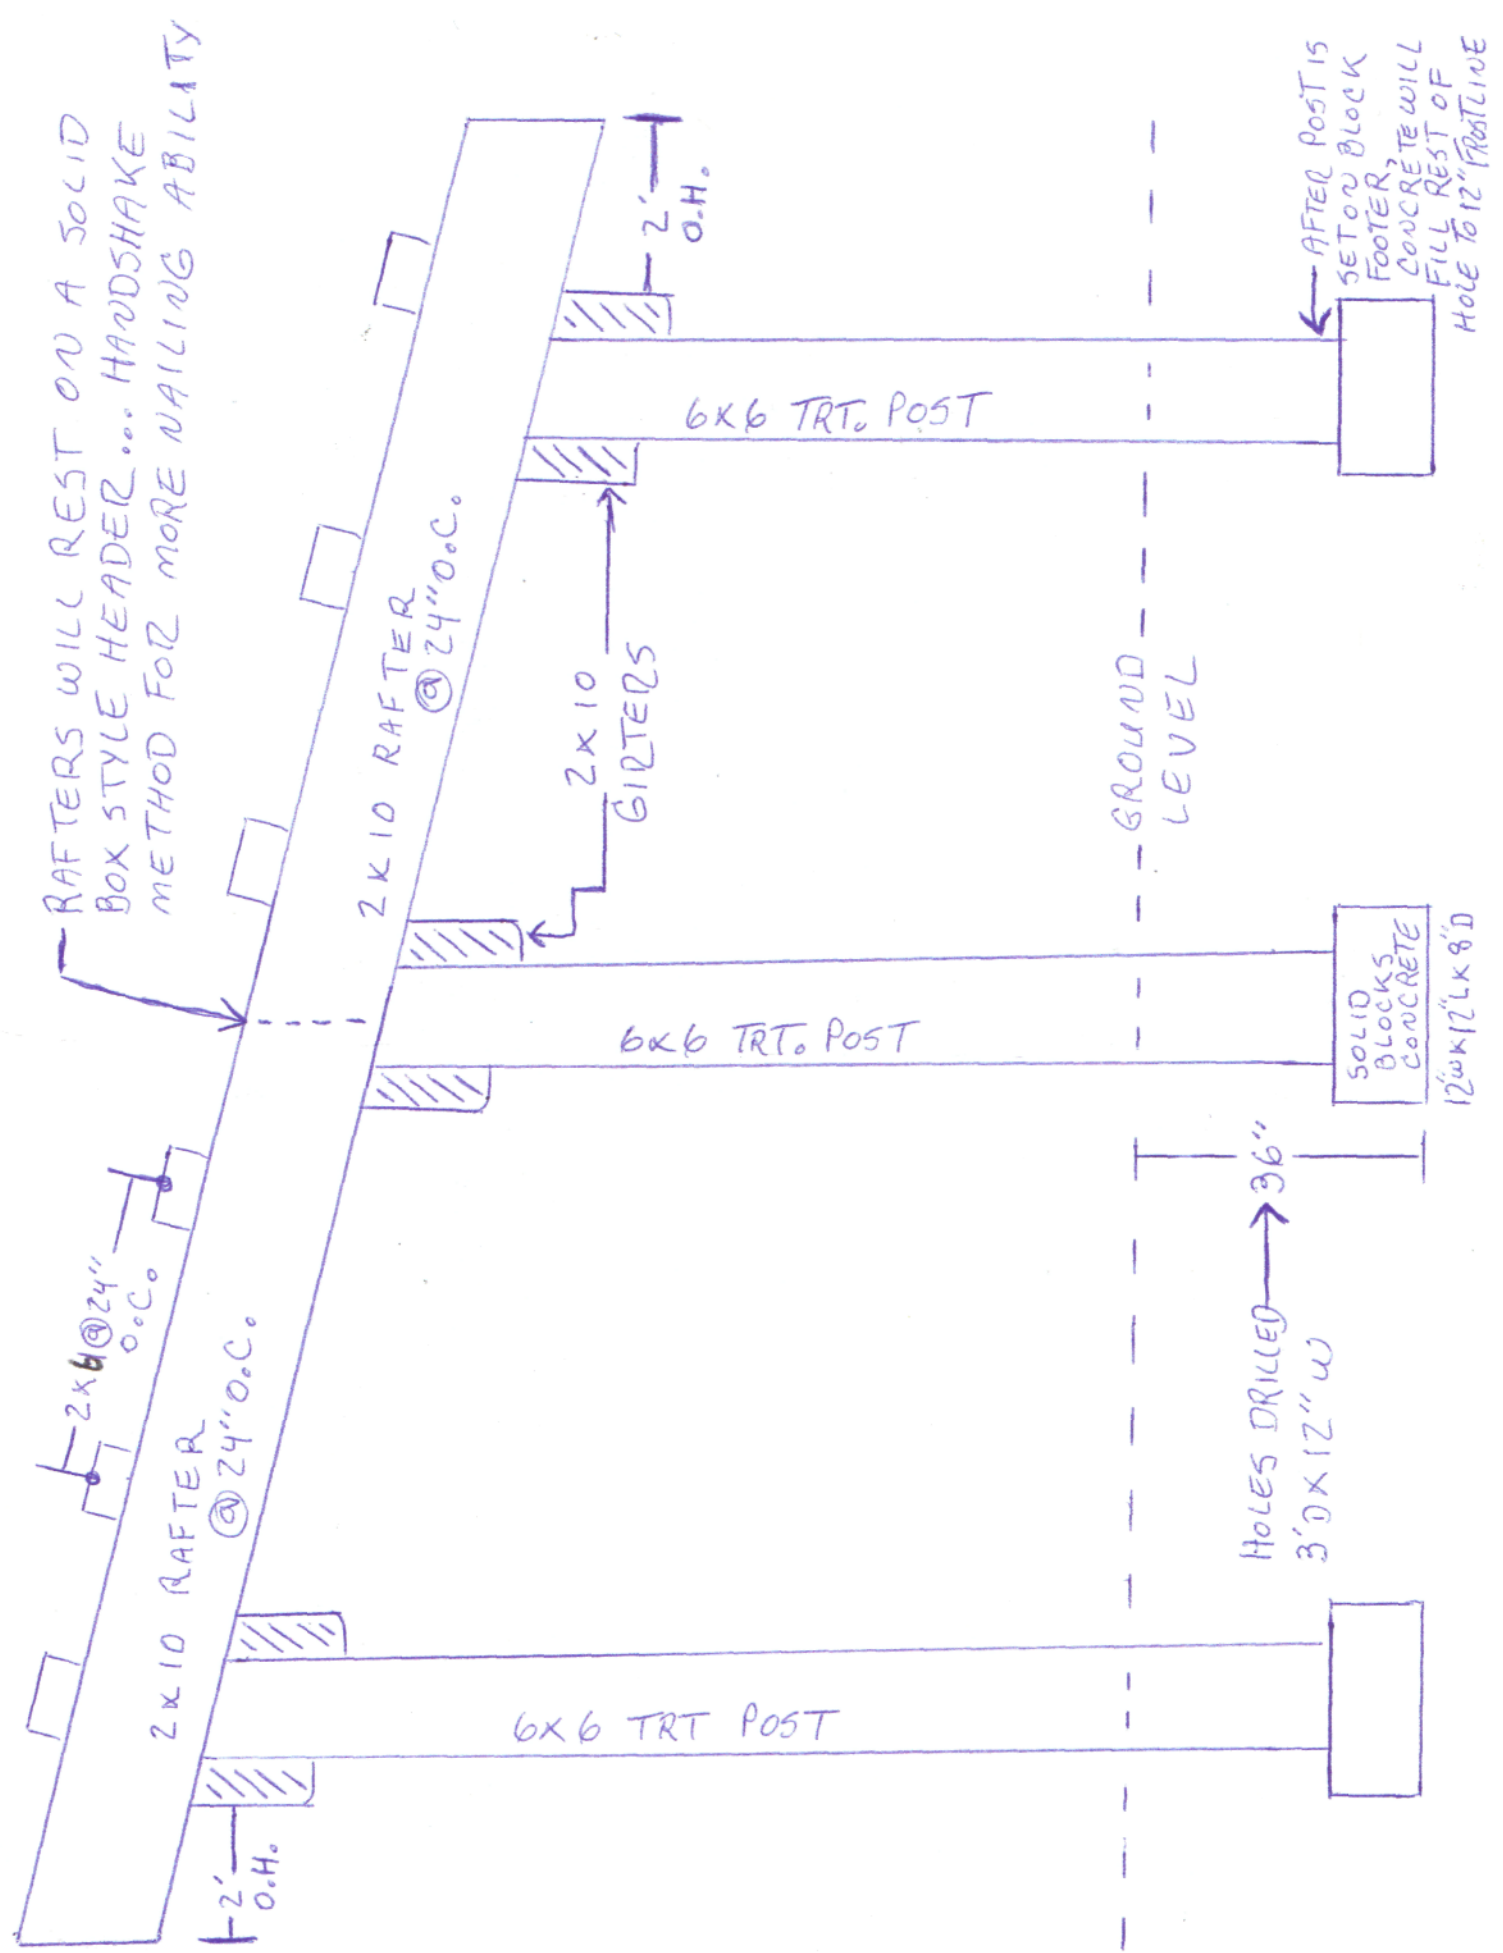 RAFTERS WILL REST ON A SOLID
BOX STYLE HEADER... HANDSHAKE
METHOD FOR MORE NAILING ABILITY
2x6@24"
O.C.
2x10 RAFTER
@24"O.C.
2x10 RAFTER
@24"O.C.
2'
O.H.
2'
O.H.
2x10
GIRTERS
6x6 TRT POST
6x6 TRT. POST
6x6 TRT. POST
GROUND
LEVEL
HOLES DRILLED
3'D x 12" W
36"
SOLID
BLOCKS
CONCRETE
12"W x 12"L x 8"D
AFTER POST IS
SET ON BLOCK
FOOTER,
CONCRETE WILL
FILL REST OF
HOLE TO 12" FROSTLINE